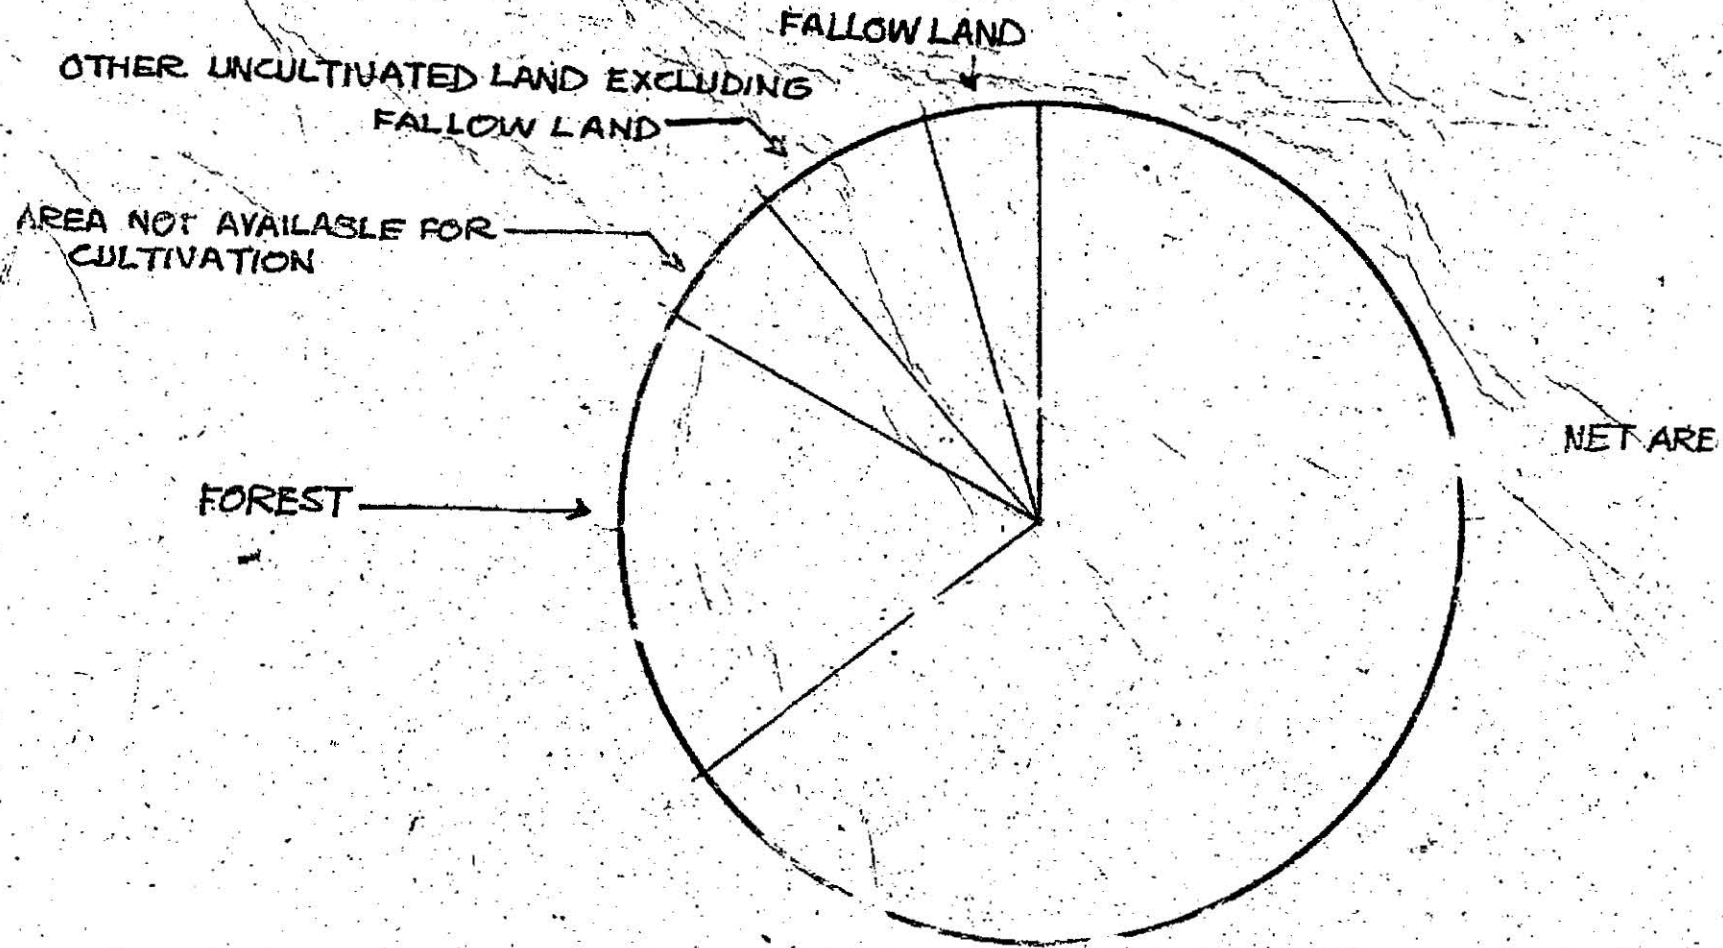 FALLOW LAND
OTHER UNCULTIVATED LAND EXCLUDING
FALLOW LAND
AREA NOT AVAILABLE FOR
CULTIVATION
FOREST
NET ARE